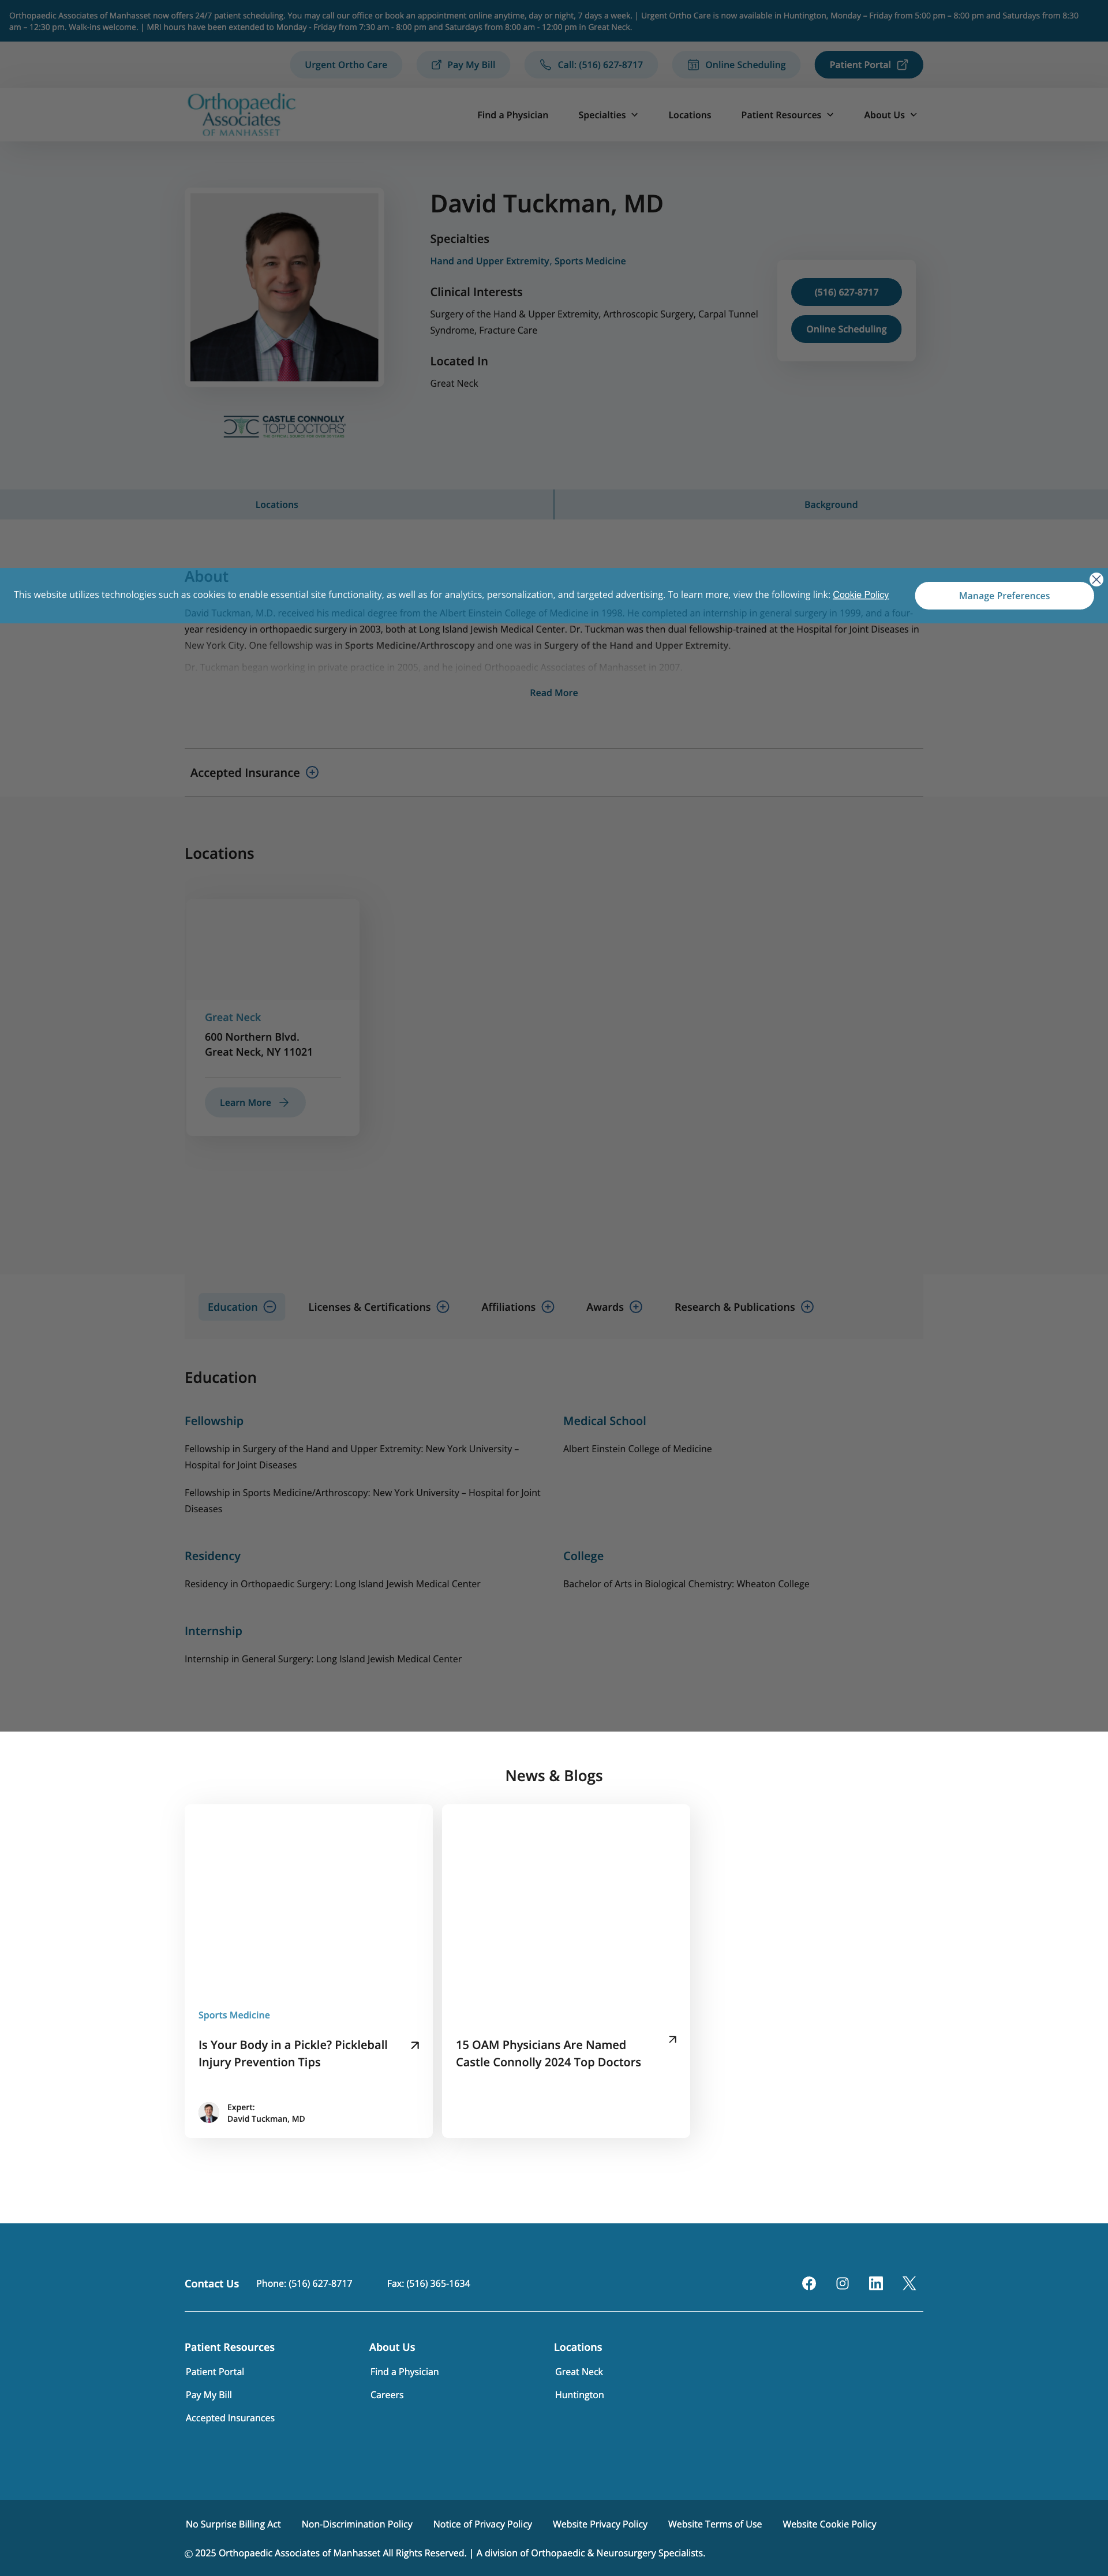 Orthopaedic Associates of Manhasset now offers 24/7 patient scheduling. You may call our office or book an appointment online anytime, day or night, 7 days a week. | Urgent Ortho Care is now available in Huntington, Monday – Friday from 5:00 pm – 8:00 pm and Saturdays from 8:30
am – 12:30 pm. Walk-ins welcome. | MRI hours have been extended to Monday - Friday from 7:30 am - 8:00 pm and Saturdays from 8:00 am - 12:00 pm in Great Neck.
Urgent Ortho Care
Pay My Bill
Call: (516) 627-8717
Online Scheduling
Patient Portal
Orthopaedic
Associates
OF MANHASSET
Find a Physician
Specialties
Locations
Patient Resources
About Us
David Tuckman, MD
Specialties
Hand and Upper Extremity, Sports Medicine
Clinical Interests
Surgery of the Hand & Upper Extremity, Arthroscopic Surgery, Carpal Tunnel
Syndrome, Fracture Care
Located In
Great Neck
(516) 627-8717
Online Scheduling
CASTLE CONNOLLY
TOP DOCTORS
Locations
Background
About
This website utilizes technologies such as cookies to enable essential site functionality, as well as for analytics, personalization, and targeted advertising. To learn more, view the following link: Cookie Policy
Manage Preferences
David Tuckman, M.D. received his medical degree from the Albert Einstein College of Medicine in 1998. He completed an internship in general surgery in 1999, and a four-
year residency in orthopaedic surgery in 2003, both at Long Island Jewish Medical Center. Dr. Tuckman was then dual fellowship-trained at the Hospital for Joint Diseases in
New York City. One fellowship was in Sports Medicine/Arthroscopy and one was in Surgery of the Hand and Upper Extremity.
Dr. Tuckman began working in private practice in 2005, and he joined Orthopaedic Associates of Manhasset in 2007.
Read More
Accepted Insurance
Locations
Great Neck
600 Northern Blvd.
Great Neck, NY 11021
Learn More
Education
Licenses & Certifications
Affiliations
Awards
Research & Publications
Education
Fellowship
Fellowship in Surgery of the Hand and Upper Extremity: New York University –
Hospital for Joint Diseases
Fellowship in Sports Medicine/Arthroscopy: New York University – Hospital for Joint
Diseases
Medical School
Albert Einstein College of Medicine
Residency
Residency in Orthopaedic Surgery: Long Island Jewish Medical Center
College
Bachelor of Arts in Biological Chemistry: Wheaton College
Internship
Internship in General Surgery: Long Island Jewish Medical Center
News & Blogs
Sports Medicine
Is Your Body in a Pickle? Pickleball
Injury Prevention Tips
Expert:
David Tuckman, MD
15 OAM Physicians Are Named
Castle Connolly 2024 Top Doctors
Contact Us
Phone: (516) 627-8717
Fax: (516) 365-1634
Patient Resources
Patient Portal
Pay My Bill
Accepted Insurances
About Us
Find a Physician
Careers
Locations
Great Neck
Huntington
No Surprise Billing Act
Non-Discrimination Policy
Notice of Privacy Policy
Website Privacy Policy
Website Terms of Use
Website Cookie Policy
© 2025 Orthopaedic Associates of Manhasset All Rights Reserved. | A division of Orthopaedic & Neurosurgery Specialists.